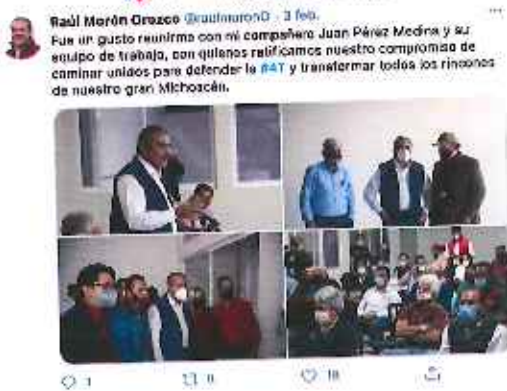 Raúl Morón Orozco @raulmoronO · 3 feb.
Fue un gusto reunirme con mi compañero Juan Pérez Medina y su
equipo de trabajo, con quienes ratificamos nuestro compromiso de
caminar unidos para defender la #4T y transformar todos los rincones
de nuestro gran Michoacán.
1 8 18